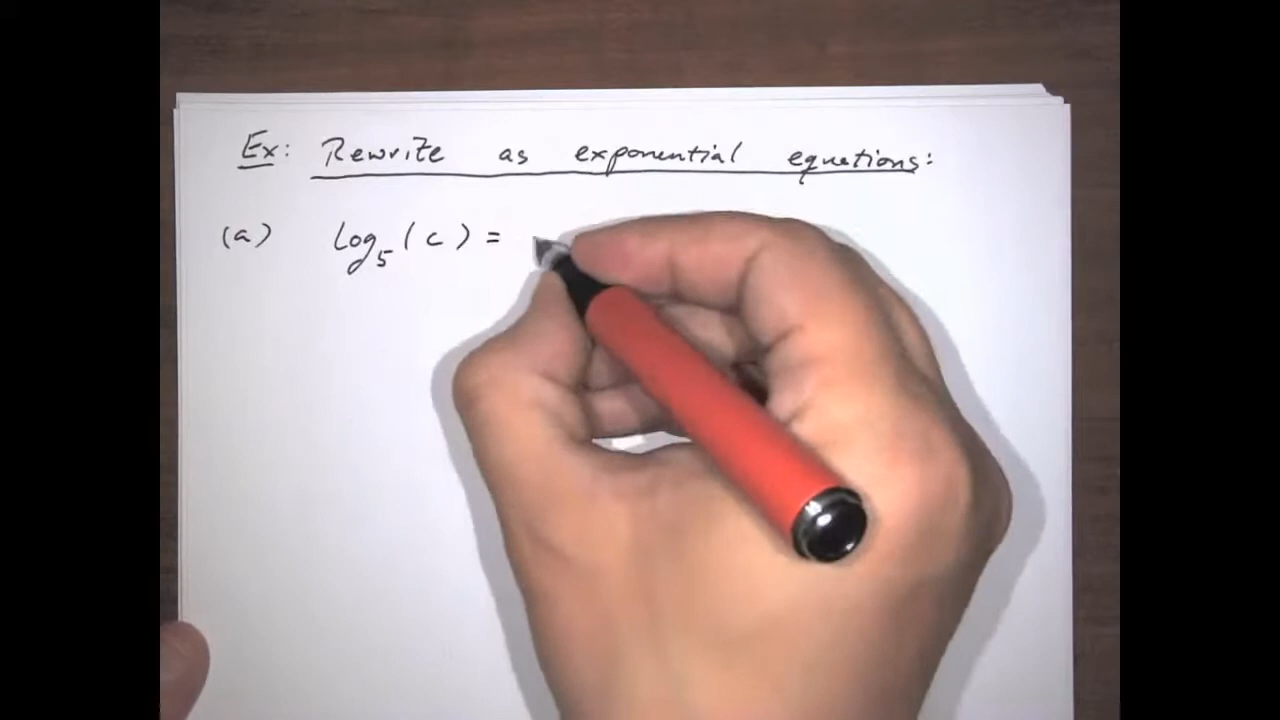 Ex: Rewrite as exponential equations:
(a) log₅(c) =